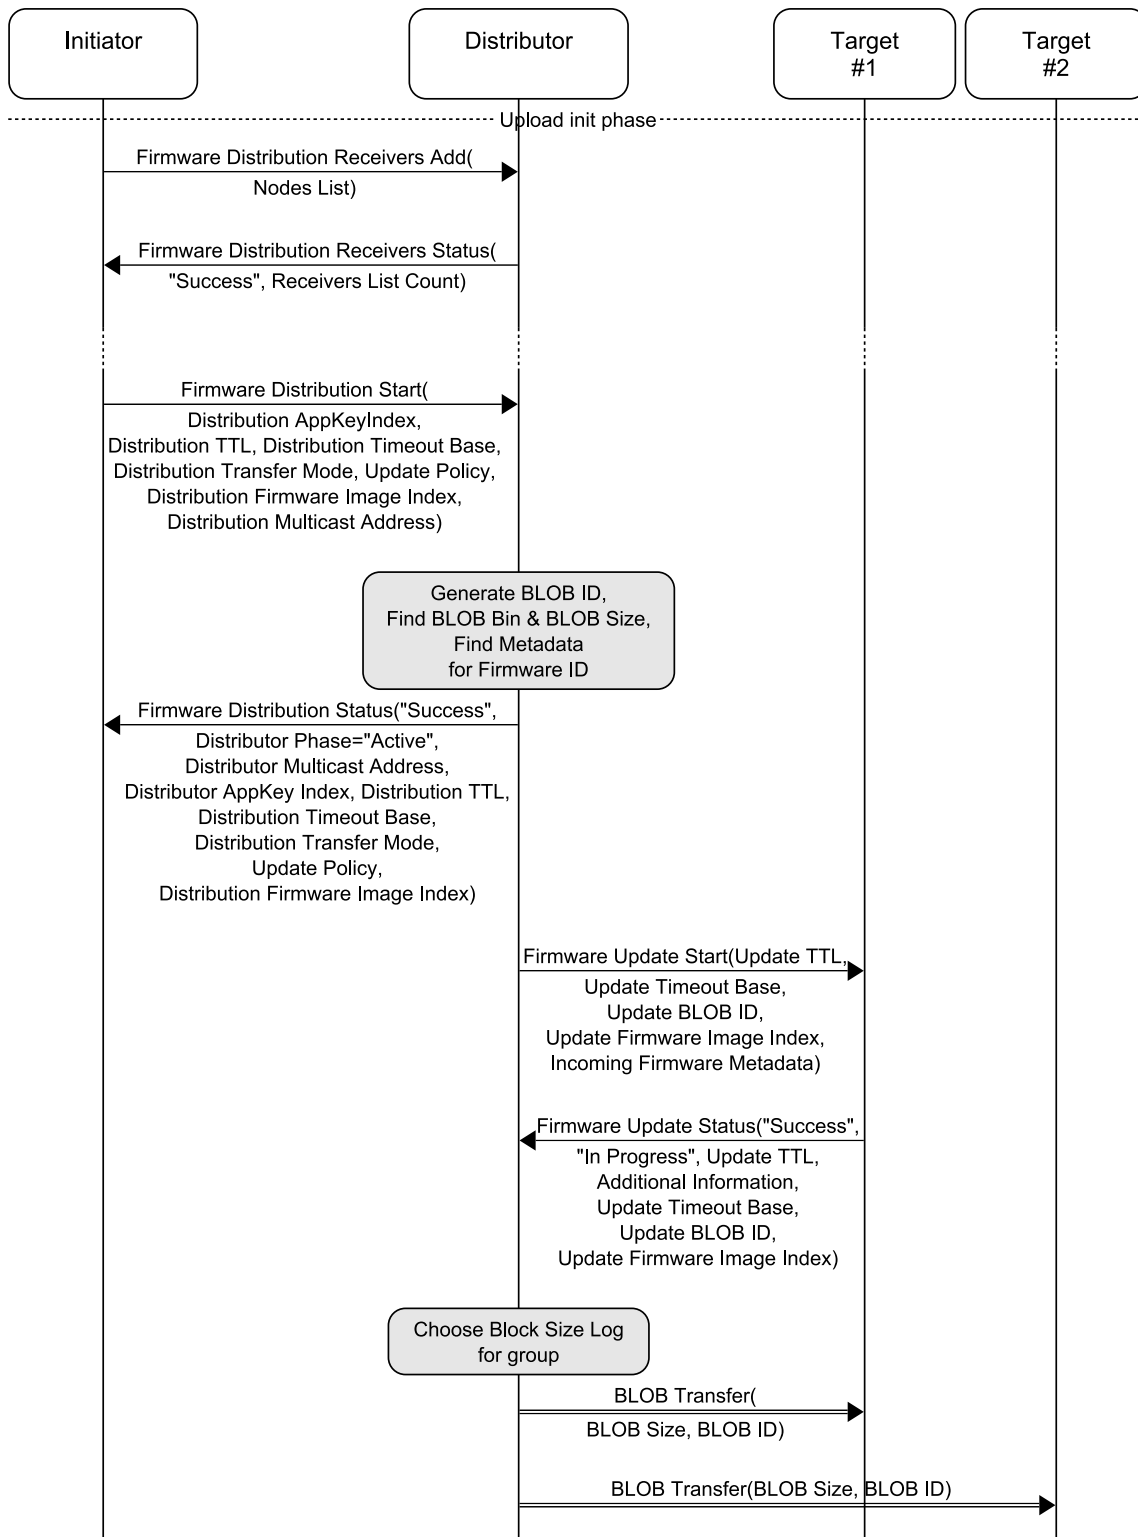 Initiator
Distributor
Target
#1
Target
#2
Upload init phase
Firmware Distribution Receivers Add(
Nodes List)
Firmware Distribution Receivers Status(
"Success", Receivers List Count)
Firmware Distribution Start(
Distribution AppKeyIndex,
Distribution TTL, Distribution Timeout Base,
Distribution Transfer Mode, Update Policy,
Distribution Firmware Image Index,
Distribution Multicast Address)
Generate BLOB ID,
Find BLOB Bin & BLOB Size,
Find Metadata
for Firmware ID
Firmware Distribution Status("Success",
Distributor Phase="Active",
Distributor Multicast Address,
Distributor AppKey Index, Distribution TTL,
Distribution Timeout Base,
Distribution Transfer Mode,
Update Policy,
Distribution Firmware Image Index)
Firmware Update Start(Update TTL,
Update Timeout Base,
Update BLOB ID,
Update Firmware Image Index,
Incoming Firmware Metadata)
Firmware Update Status("Success",
"In Progress", Update TTL,
Additional Information,
Update Timeout Base,
Update BLOB ID,
Update Firmware Image Index)
Choose Block Size Log
for group
BLOB Transfer(
BLOB Size, BLOB ID)
BLOB Transfer(BLOB Size, BLOB ID)